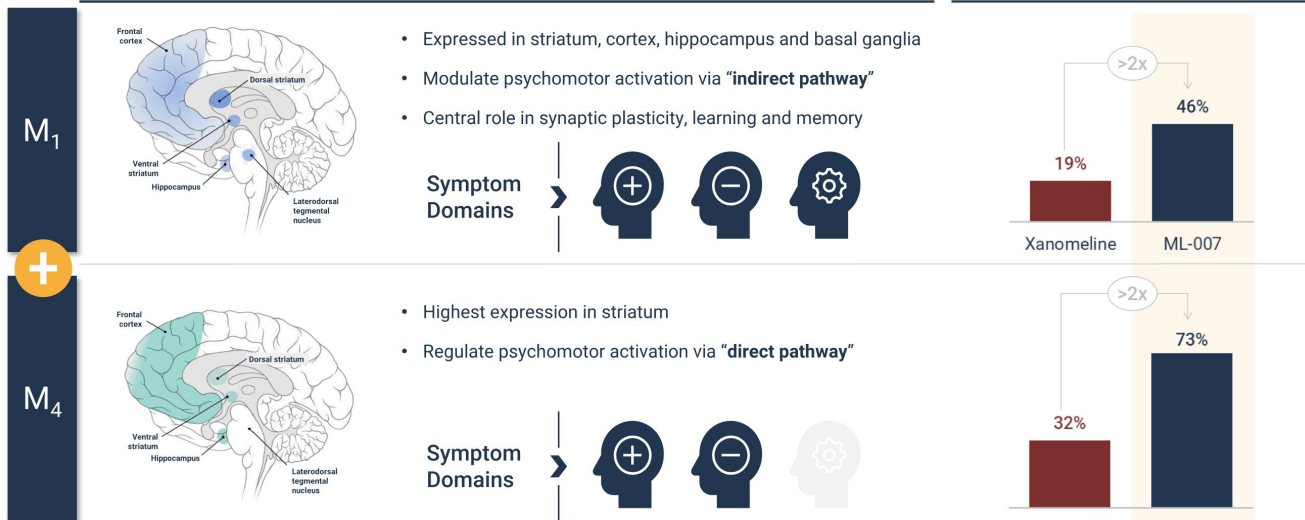 M₁
Frontal
cortex
Dorsal striatum
Ventral
striatum
Hippocampus
Laterodorsal
tegmental
nucleus
• Expressed in striatum, cortex, hippocampus and basal ganglia
• Modulate psychomotor activation via “indirect pathway”
• Central role in synaptic plasticity, learning and memory
Symptom
Domains
>2x
46%
19%
Xanomeline
ML-007
+
M₄
Frontal
cortex
Dorsal striatum
Ventral
striatum
Hippocampus
Laterodorsal
tegmental
nucleus
• Highest expression in striatum
• Regulate psychomotor activation via “direct pathway”
Symptom
Domains
>2x
73%
32%